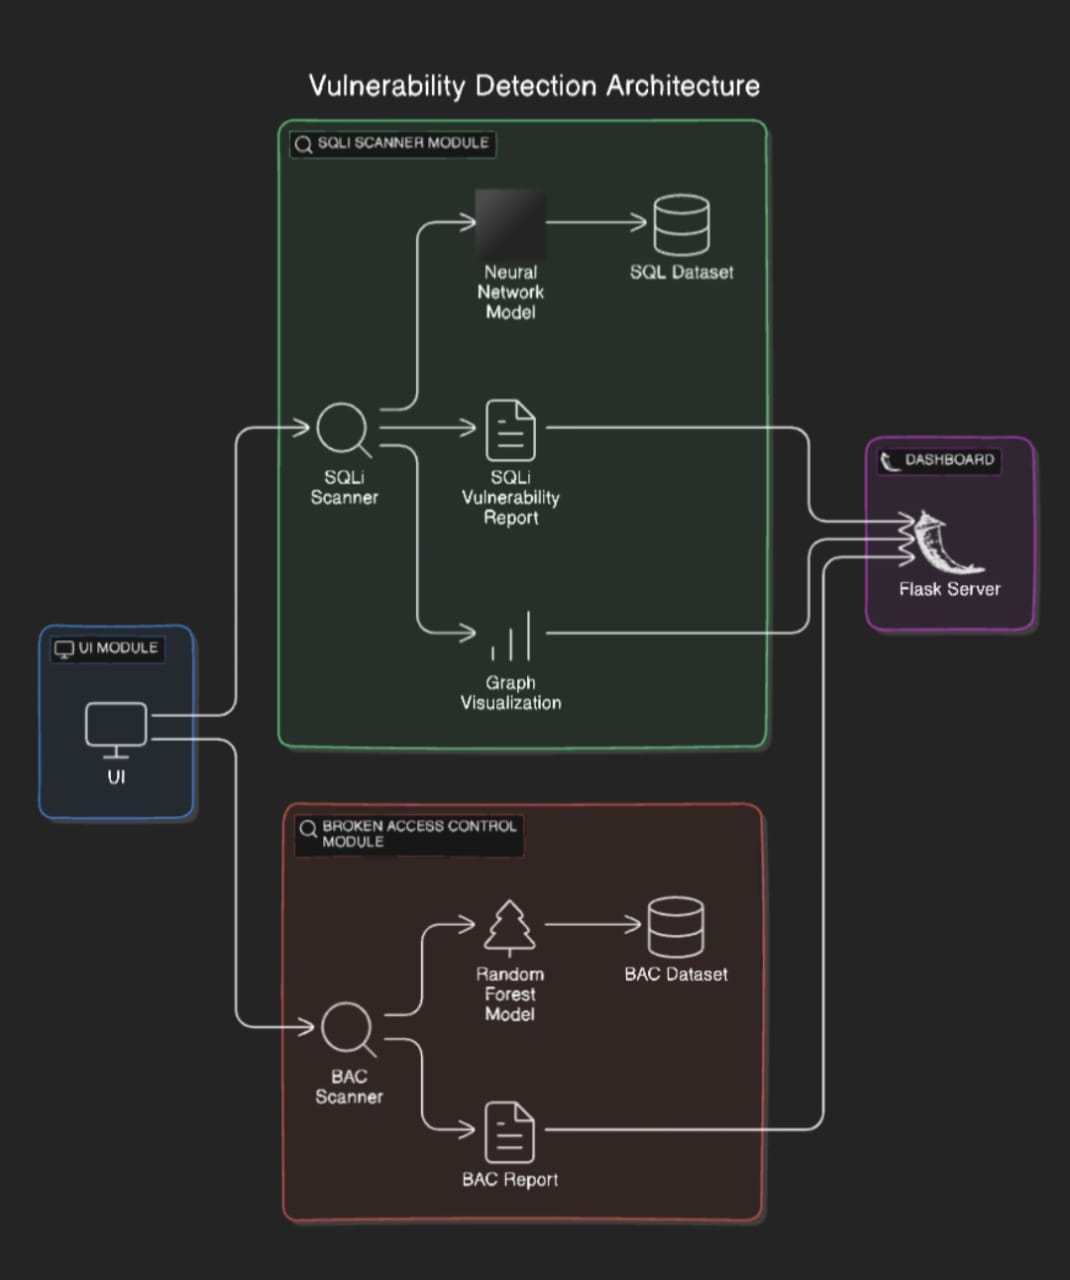 Vulnerability Detection Architecture
SQLI SCANNER MODULE
Neural
Network
Model
SQL Dataset
SQLi
Scanner
SQLi
Vulnerability
Report
Graph
Visualization
DASHBOARD
Flask Server
UI MODULE
UI
BROKEN ACCESS CONTROL
MODULE
Random
Forest
Model
BAC Dataset
BAC
Scanner
BAC Report